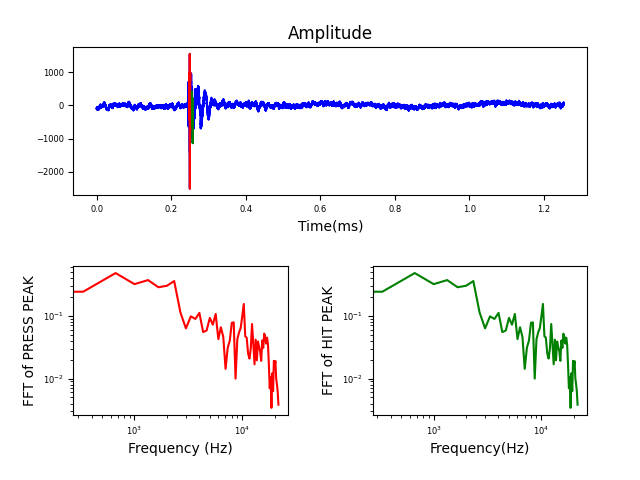 Amplitude
1000
0
−1000
−2000
0.0 0.2 0.4 0.6 0.8 1.0 1.2
Time(ms)
FFT of PRESS PEAK
10⁻¹
10⁻²
10³ 10⁴
Frequency (Hz)
FFT of HIT PEAK
10⁻¹
10⁻²
10³ 10⁴
Frequency(Hz)